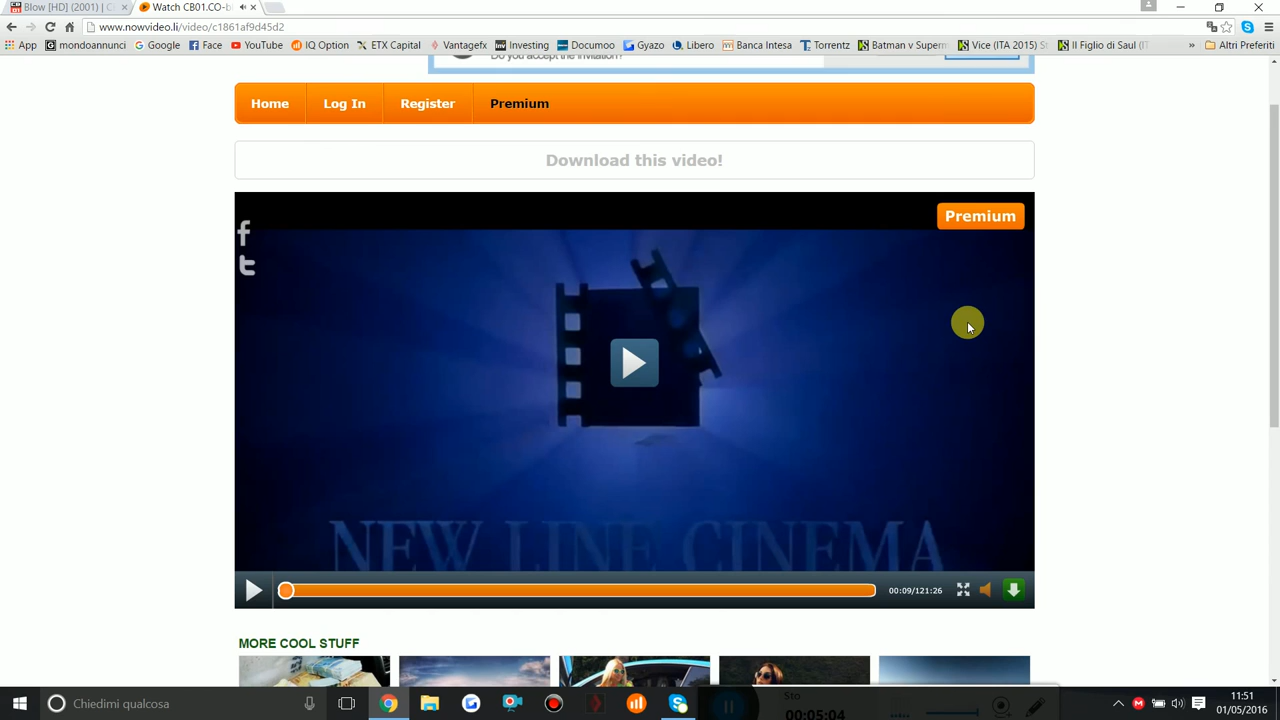 Blow [HD] (2001) | C
Watch CB01.CO-b
www.nowvideo.li/video/c1861af9d45d2
App
mondoannunci
Google
Face
YouTube
IQ Option
ETX Capital
Vantagefx
Investing
Documoo
Gyazo
Libero
Banca Intesa
Torrentz
Batman v Superm
Vice (ITA 2015) S
Il Figlio di Saul (IT
»
Altri Preferiti
Do you accept the invitation?
Home
Log In
Register
Premium
Download this video!
Premium
NEW LINE CINEMA
00:09/121:26
MORE COOL STUFF
Chiedimi qualcosa
Sto
00:05:04
11:51
01/05/2016